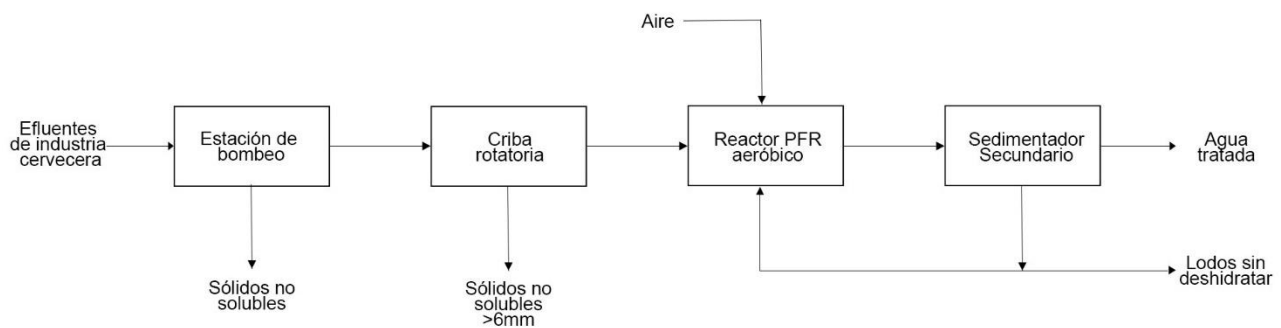 Aire
Efluentes
de industria
cervecera
Estación de
bombeo
Criba
rotatoria
Reactor PFR
aeróbico
Sedimentador
Secundario
Agua
tratada
Sólidos no
solubles
Sólidos no
solubles
>6mm
Lodos sin
deshidratar